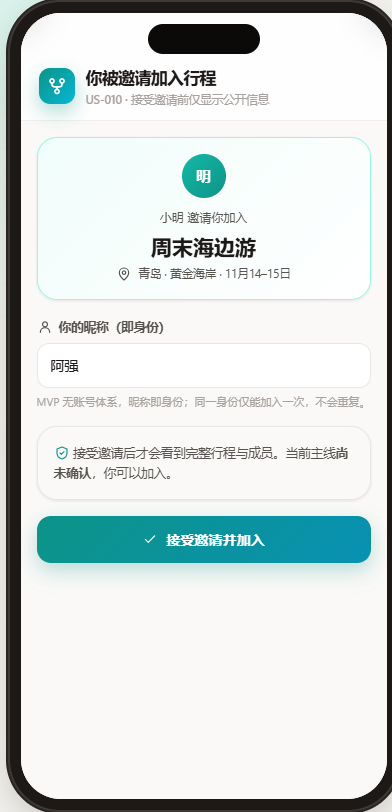 你被邀请加入行程
US-010 · 接受邀请前仅显示公开信息
明
小明 邀请你加入
周末海边游
青岛 · 黄金海岸 · 11月14–15日
你的昵称（即身份）
阿强
MVP 无账号体系，昵称即身份；同一身份仅能加入一次，不会重复。
接受邀请后才会看到完整行程与成员。当前主线尚
未确认，你可以加入。
接受邀请并加入